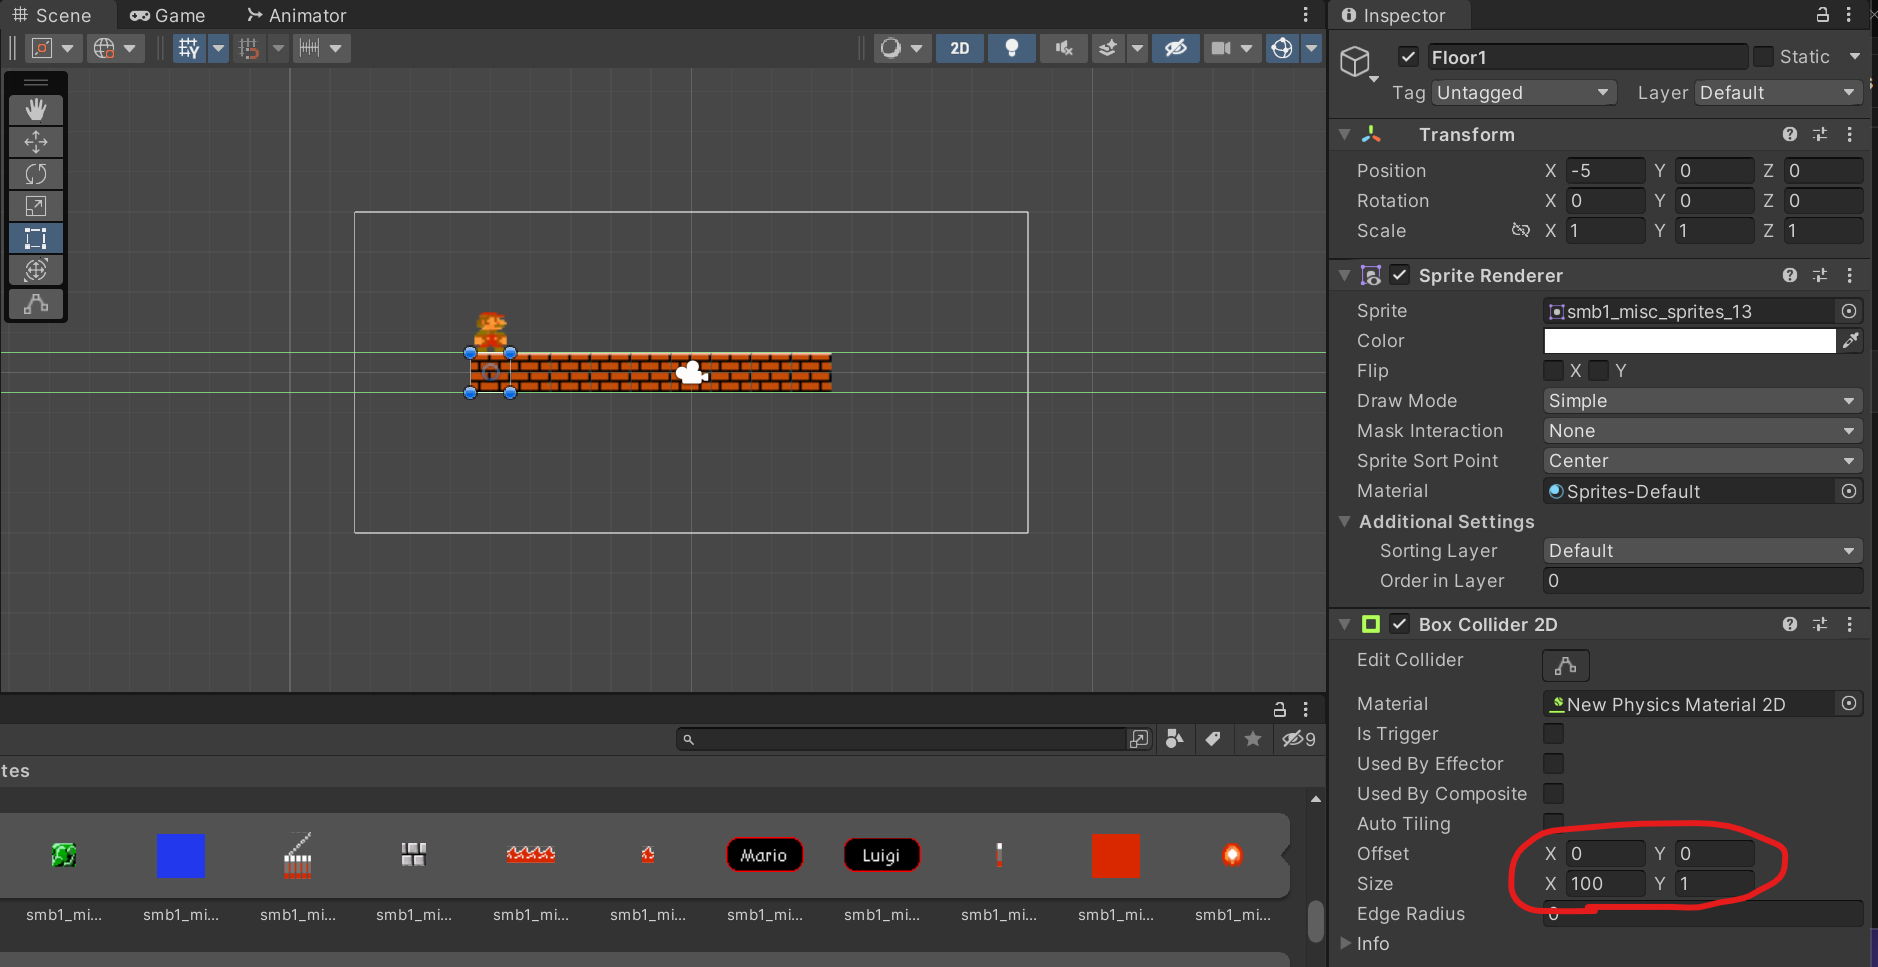 Scene Game Animator
2D
tes
9
Mario Luigi
smb1_mi... smb1_mi... smb1_mi... smb1_mi... smb1_mi... smb1_mi... smb1_mi... smb1_mi... smb1_mi... smb1_mi... smb1_mi...
Inspector
Floor1 Static
Tag Untagged Layer Default
Transform
Position X -5 Y 0 Z 0
Rotation X 0 Y 0 Z 0
Scale X 1 Y 1 Z 1
Sprite Renderer
Sprite smb1_misc_sprites_13
Color
Flip X Y
Draw Mode Simple
Mask Interaction None
Sprite Sort Point Center
Material Sprites-Default
Additional Settings
Sorting Layer Default
Order in Layer 0
Box Collider 2D
Edit Collider
Material New Physics Material 2D
Is Trigger
Used By Effector
Used By Composite
Auto Tiling
Offset X 0 Y 0
Size X 100 Y 1
Edge Radius 0
Info